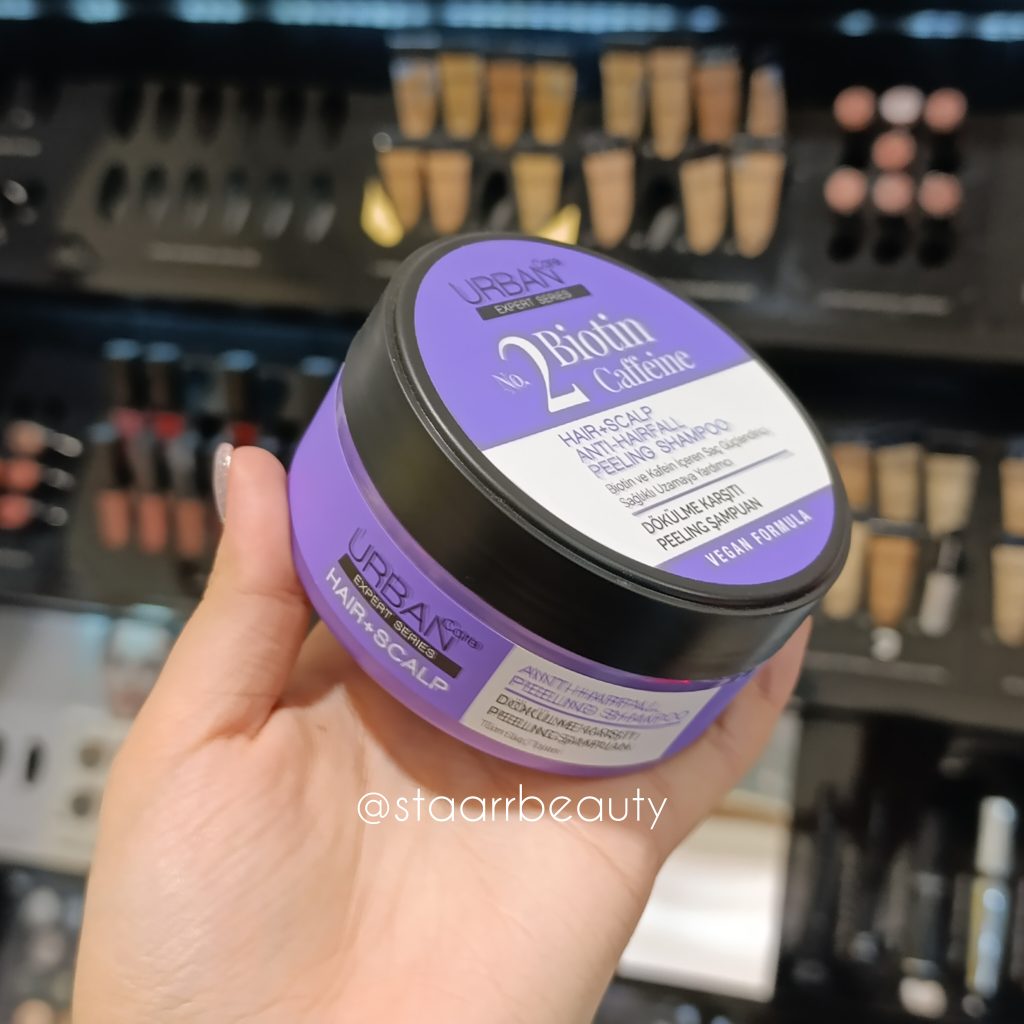 URBAN Care®
EXPERT SERIES
No. 2 Biotin
Caffeine
HAIR+SCALP
ANTI-HAIRFALL
PEELING SHAMPOO
Biotin ve Kafein İçeren Saç Güçlendirici
Sağlıklı Uzamaya Yardımcı
DÖKÜLME KARŞITI
PEELING ŞAMPUAN
VEGAN FORMULA
URBAN Care®
EXPERT SERIES
HAIR+SCALP
ANTI-HAIRFALL
PEELING SHAMPOO
DÖKÜLME KARŞITI
PEELING ŞAMPUAN
@staarrbeauty